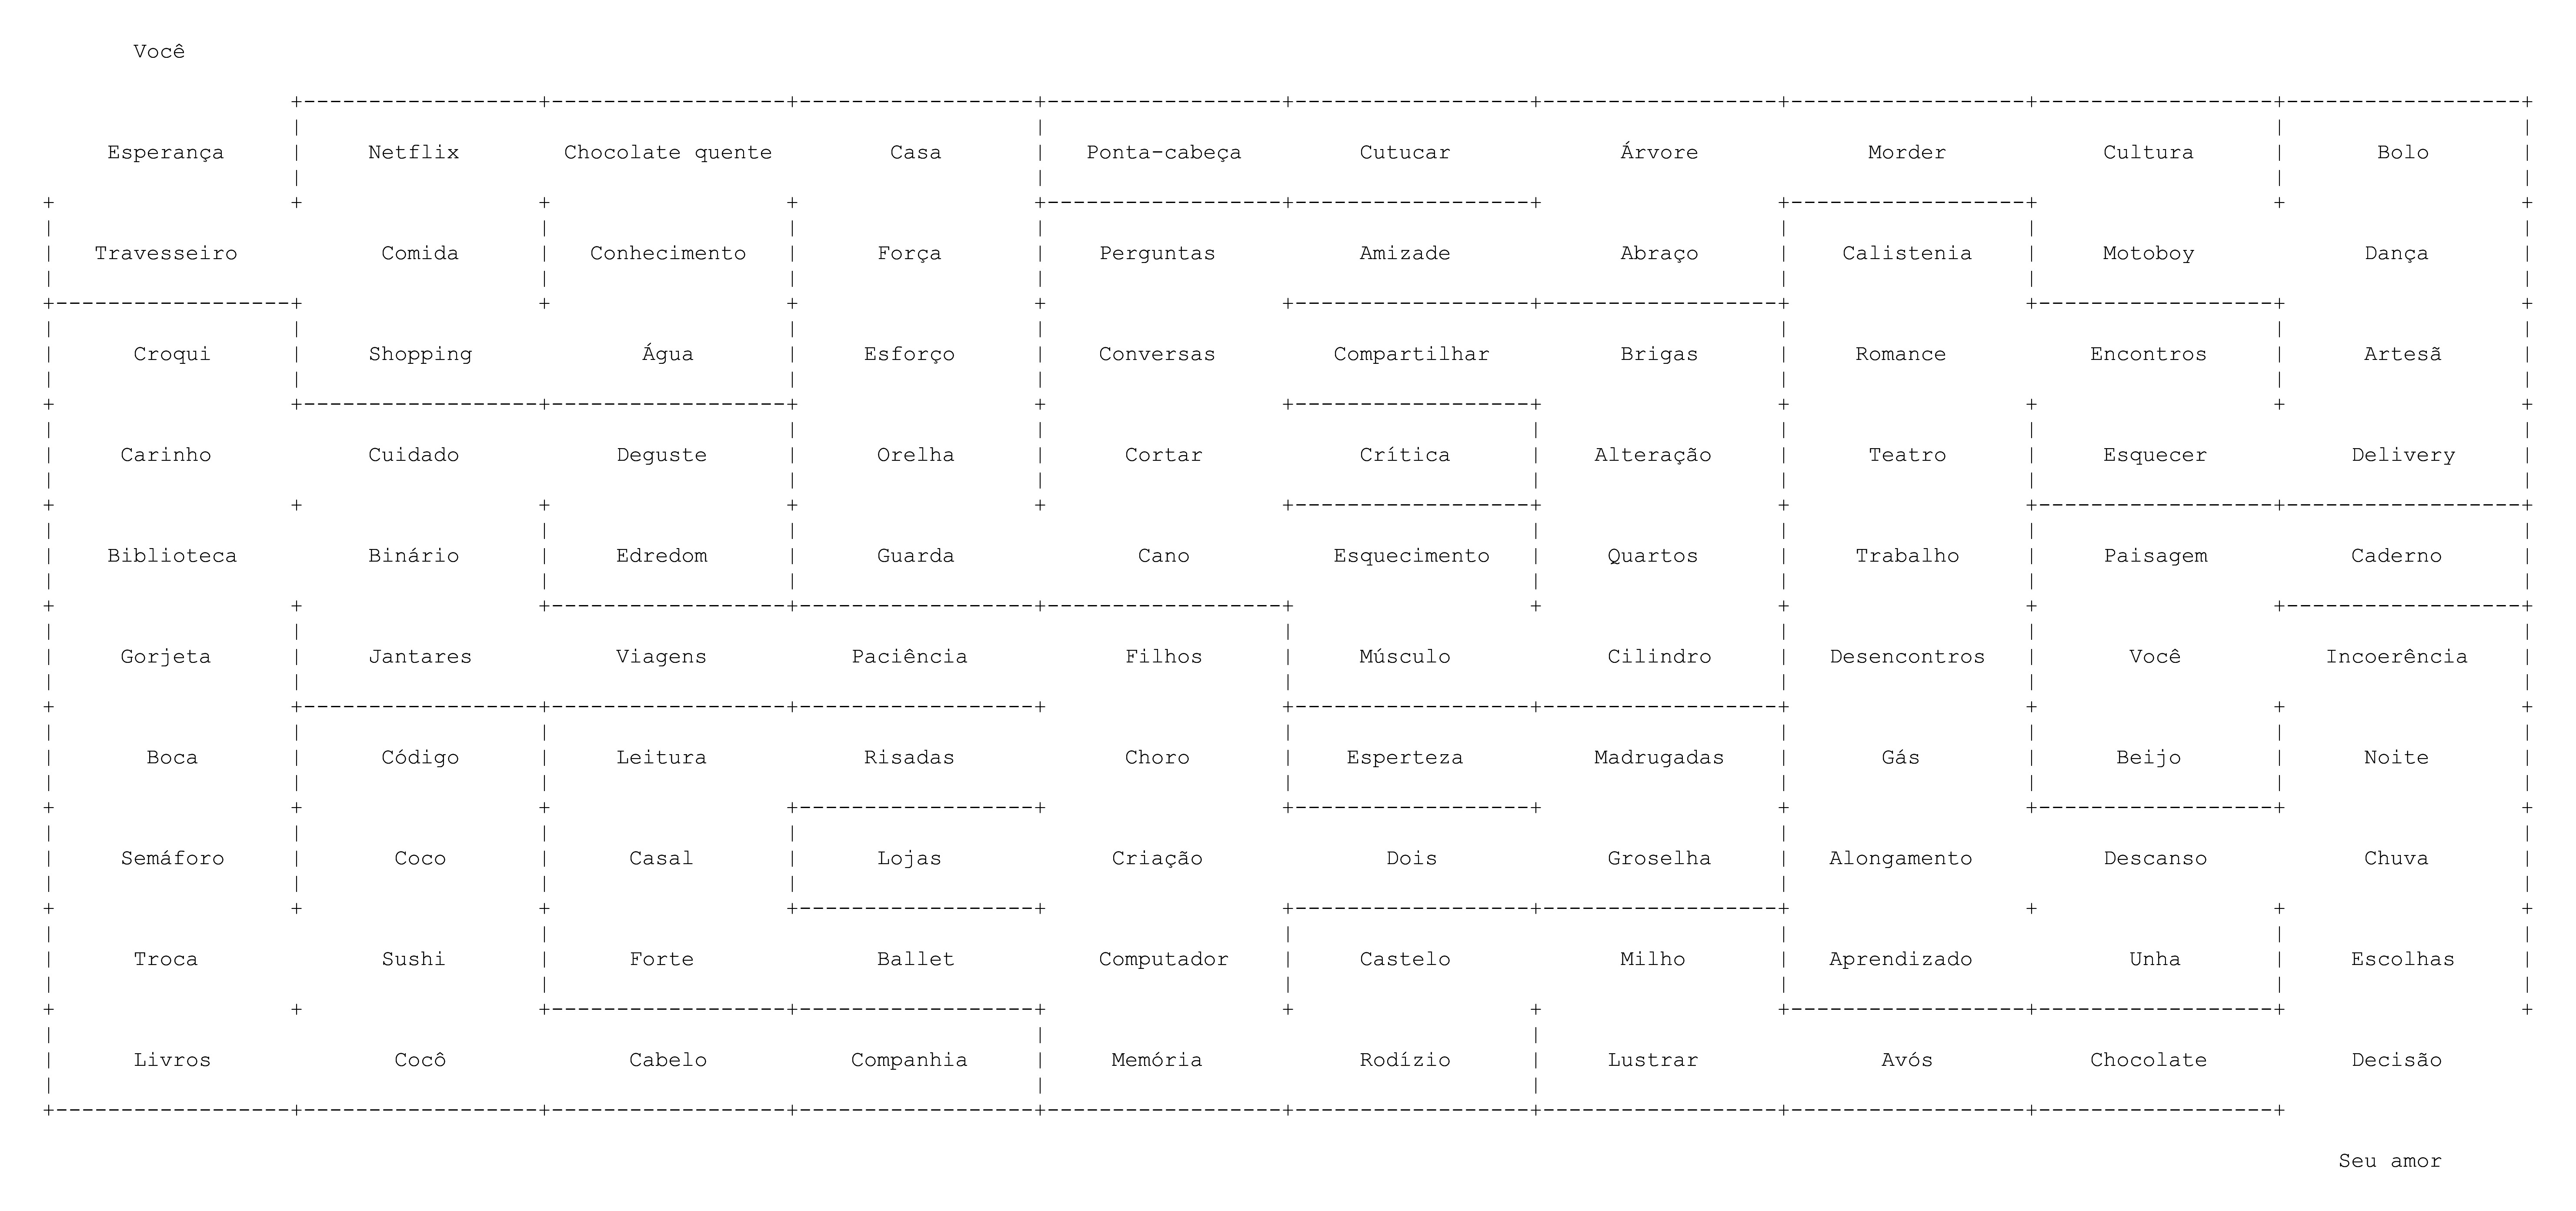 Você
Esperança Netflix Chocolate quente Casa Ponta-cabeça Cutucar Árvore Morder Cultura Bolo
Travesseiro Comida Conhecimento Força Perguntas Amizade Abraço Calistenia Motoboy Dança
Croqui Shopping Água Esforço Conversas Compartilhar Brigas Romance Encontros Artesã
Carinho Cuidado Deguste Orelha Cortar Crítica Alteração Teatro Esquecer Delivery
Biblioteca Binário Edredom Guarda Cano Esquecimento Quartos Trabalho Paisagem Caderno
Gorjeta Jantares Viagens Paciência Filhos Músculo Cilindro Desencontros Você Incoerência
Boca Código Leitura Risadas Choro Esperteza Madrugadas Gás Beijo Noite
Semáforo Coco Casal Lojas Criação Dois Groselha Alongamento Descanso Chuva
Troca Sushi Forte Ballet Computador Castelo Milho Aprendizado Unha Escolhas
Livros Cocô Cabelo Companhia Memória Rodízio Lustrar Avós Chocolate Decisão
Seu amor